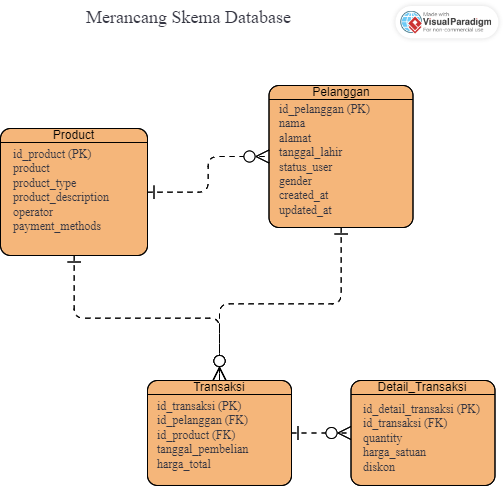 Merancang Skema Database
Made with
VisualParadigm
For non-commercial use
Pelanggan
id_pelanggan (PK)
nama
alamat
tanggal_lahir
status_user
gender
created_at
updated_at
Product
id_product (PK)
product
product_type
product_description
operator
payment_methods
Transaksi
id_transaksi (PK)
id_pelanggan (FK)
id_product (FK)
tanggal_pembelian
harga_total
Detail_Transaksi
id_detail_transaksi (PK)
id_transaksi (FK)
quantity
harga_satuan
diskon